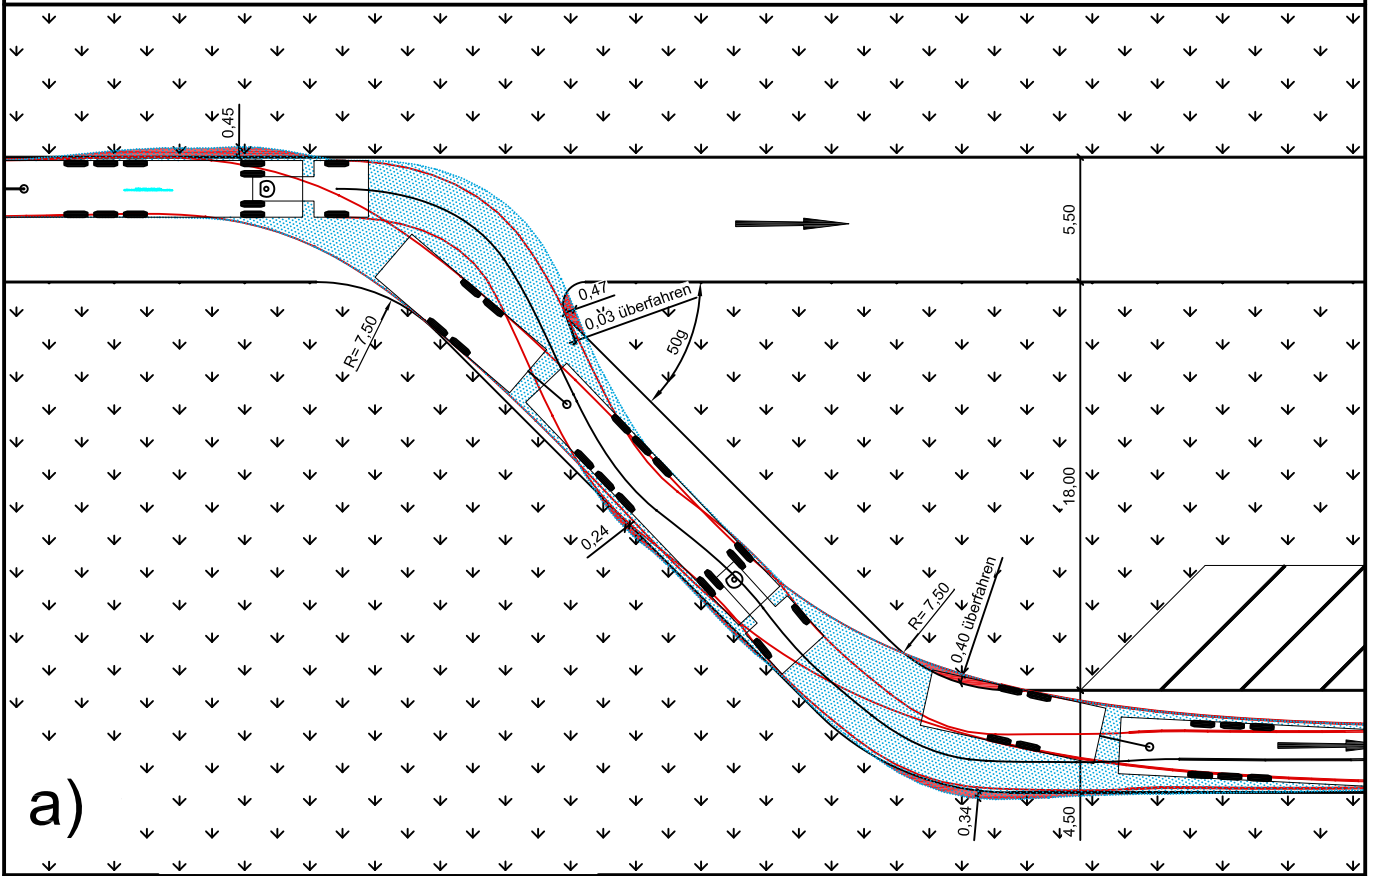 0,45
5,50
0,47
0,03 überfahren
50g
R= 7,50
18,00
0,24
R= 7,50
0,40 überfahren
a)
0,34
4,50